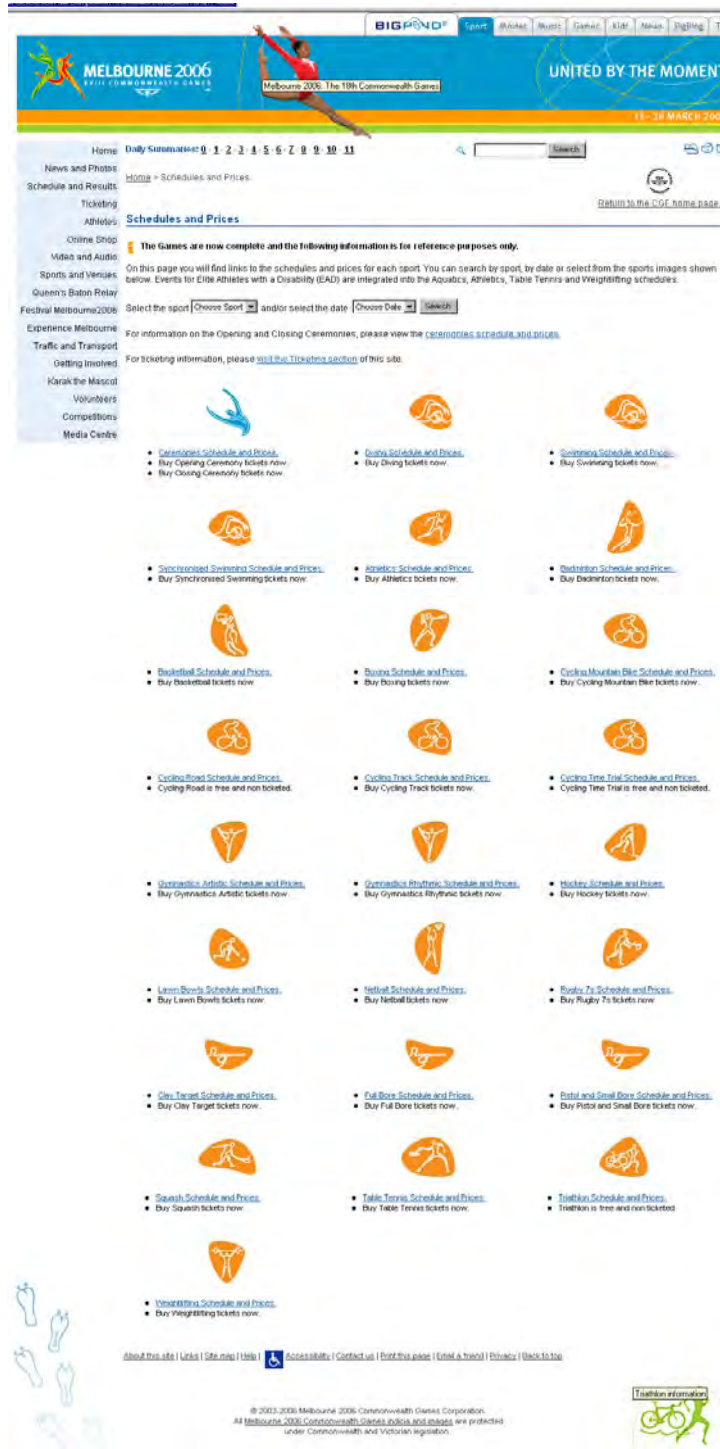 BIGPOND® Sport Movies Music Games Kids News BigBlog
MELBOURNE 2006
XVIII COMMONWEALTH GAMES
Melbourne 2006. The 18th Commonwealth Games
UNITED BY THE MOMENT
Home
News and Photos
Schedule and Results
Ticketing
Athletes
Online Shop
Video and Audio
Sports and Venues
Queen's Baton Relay
Festival Melbourne2006
Experience Melbourne
Traffic and Transport
Getting Involved
Karak the Mascot
Volunteers
Competitions
Media Centre
Daily Summaries: 0 - 1 - 2 - 3 - 4 - 5 - 6 - 7 - 8 - 9 - 10 - 11
Search
Home > Schedules and Prices
Return to the CGF home page
Schedules and Prices
The Games are now complete and the following information is for reference purposes only.
On this page you will find links to the schedules and prices for each sport. You can search by sport, by date or select from the sports images shown
below. Events for Elite Athletes with a Disability (EAD) are integrated into the Aquatics, Athletics, Table Tennis and Weightlifting schedules.
Select the sport Choose Sport and/or select the date Choose Date Search
For information on the Opening and Closing Ceremonies, please view the ceremonies schedule and prices.
For ticketing information, please visit the Ticketing section of this site.
Ceremonies Schedule and Prices.
Buy Opening Ceremony tickets now.
Buy Closing Ceremony tickets now.
Diving Schedule and Prices.
Buy Diving tickets now.
Swimming Schedule and Prices.
Buy Swimming tickets now.
Synchronised Swimming Schedule and Prices.
Buy Synchronised Swimming tickets now.
Athletics Schedule and Prices.
Buy Athletics tickets now.
Badminton Schedule and Prices.
Buy Badminton tickets now.
Basketball Schedule and Prices.
Buy Basketball tickets now.
Boxing Schedule and Prices.
Buy Boxing tickets now.
Cycling Mountain Bike Schedule and Prices.
Buy Cycling Mountain Bike tickets now.
Cycling Road Schedule and Prices.
Cycling Road is free and non ticketed.
Cycling Track Schedule and Prices.
Buy Cycling Track tickets now.
Cycling Time Trial Schedule and Prices.
Cycling Time Trial is free and non ticketed.
Gymnastics Artistic Schedule and Prices.
Buy Gymnastics Artistic tickets now.
Gymnastics Rhythmic Schedule and Prices.
Buy Gymnastics Rhythmic tickets now.
Hockey Schedule and Prices.
Buy Hockey tickets now.
Lawn Bowls Schedule and Prices.
Buy Lawn Bowls tickets now.
Netball Schedule and Prices.
Buy Netball tickets now.
Rugby 7s Schedule and Prices.
Buy Rugby 7s tickets now.
Clay Target Schedule and Prices.
Buy Clay Target tickets now.
Full Bore Schedule and Prices.
Buy Full Bore tickets now.
Pistol and Small Bore Schedule and Prices.
Buy Pistol and Small Bore tickets now.
Squash Schedule and Prices.
Buy Squash tickets now.
Table Tennis Schedule and Prices.
Buy Table Tennis tickets now.
Triathlon Schedule and Prices.
Triathlon is free and non ticketed.
Weightlifting Schedule and Prices.
Buy Weightlifting tickets now.
About this site | Links | Site map | Help | Accessibility | Contact us | Print this page | Email a friend | Privacy | Back to top
Triathlon information
© 2003-2006 Melbourne 2006 Commonwealth Games Corporation.
All Melbourne 2006 Commonwealth Games indicia and images are protected
under Commonwealth and Victorian legislation.